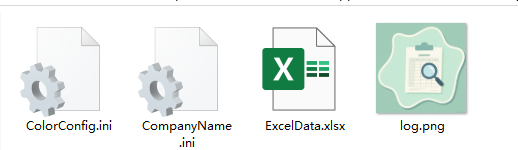 ColorConfig.ini
CompanyName
.ini
ExcelData.xlsx
log.png